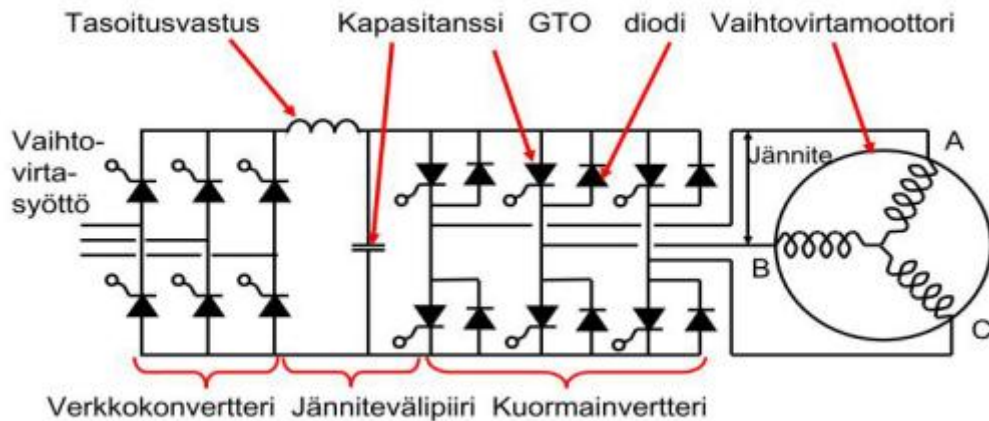 Tasoitusvastus Kapasitanssi GTO diodi Vaihtovirtamoottori
Vaihto-
virta-
syöttö
Jännite
A
B
C
Verkkokonvertteri Jännitevälipiiri Kuormainvertteri